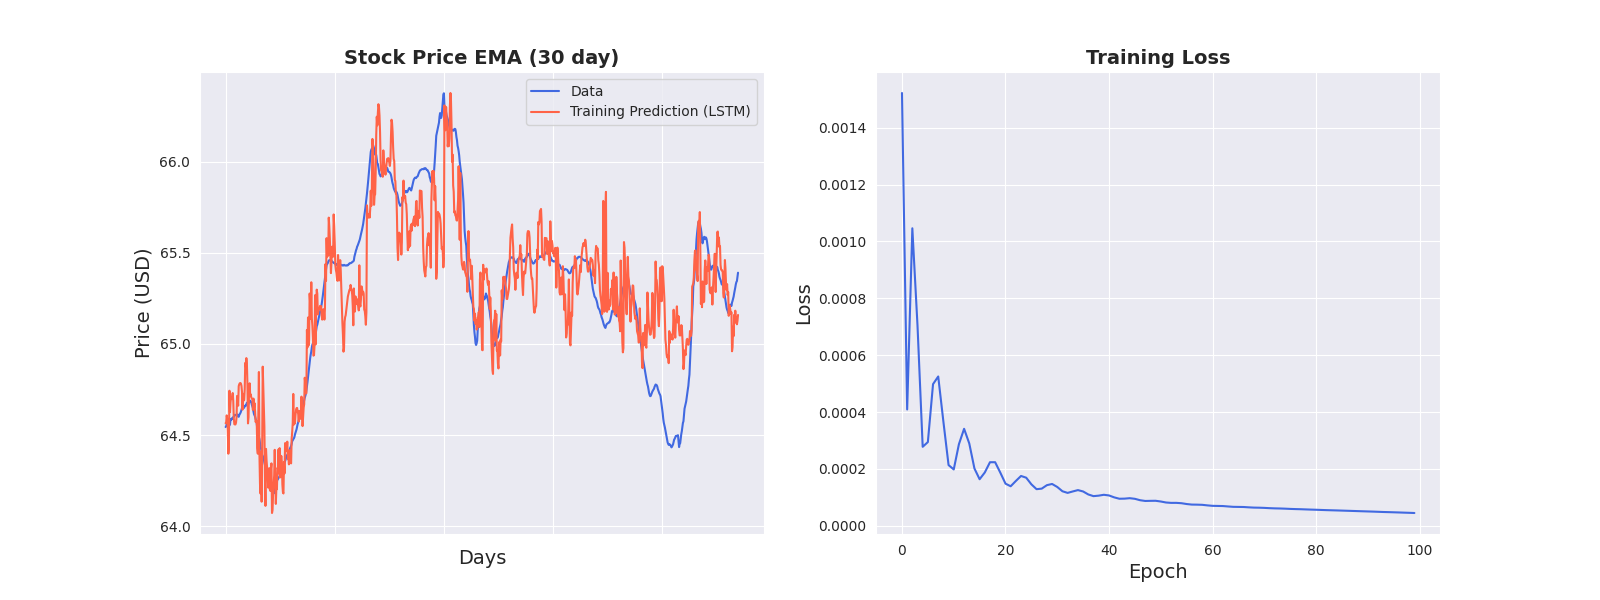 Stock Price EMA (30 day)
Data
Training Prediction (LSTM)
66.0
65.5
65.0
64.5
64.0
Price (USD)
Days
Training Loss
0.0014
0.0012
0.0010
0.0008
0.0006
0.0004
0.0002
0.0000
Loss
0 20 40 60 80 100
Epoch